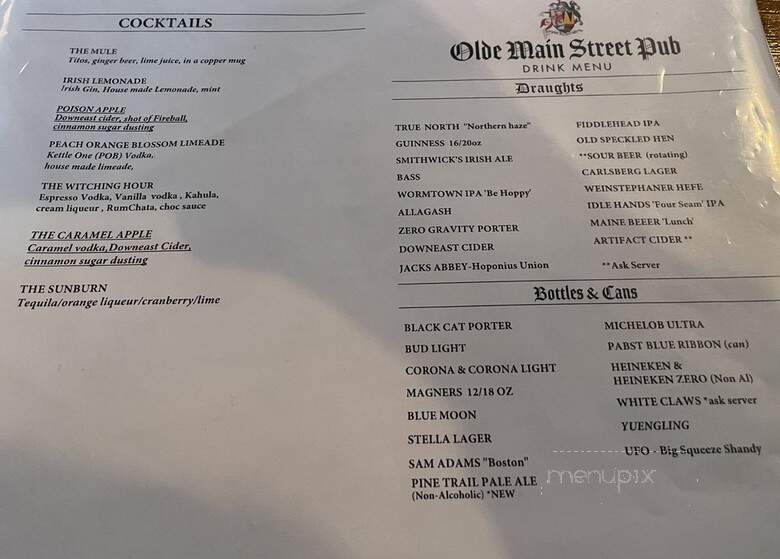 COCKTAILS
THE MULE
Titos, ginger beer, lime juice, in a copper mug
IRISH LEMONADE
Irish Gin, House made Lemonade, mint
POISON APPLE
Downeast cider, shot of Fireball,
cinnamon sugar dusting
PEACH ORANGE BLOSSOM LIMEADE
Kettle One (POB) Vodka,
house made limeade,
THE WITCHING HOUR
Espresso Vodka, Vanilla vodka , Kahula,
cream liqueur , RumChata, choc sauce
THE CARAMEL APPLE
Caramel vodka,Downeast Cider,
cinnamon sugar dusting
THE SUNBURN
Tequila/orange liqueur/cranberry/lime
Olde Main Street Pub
DRINK MENU
Draughts
TRUE NORTH "Northern haze"
GUINNESS 16/20oz
SMITHWICK'S IRISH ALE
BASS
WORMTOWN IPA 'Be Hoppy'
ALLAGASH
ZERO GRAVITY PORTER
DOWNEAST CIDER
JACKS ABBEY-Hoponius Union
FIDDLEHEAD IPA
OLD SPECKLED HEN
**SOUR BEER (rotating)
CARLSBERG LAGER
WEINSTEPHANER HEFE
IDLE HANDS 'Four Seam' IPA
MAINE BEEER 'Lunch'
ARTIFACT CIDER **
**Ask Server
Bottles & Cans
BLACK CAT PORTER
BUD LIGHT
CORONA & CORONA LIGHT
MAGNERS 12/18 OZ
BLUE MOON
STELLA LAGER
SAM ADAMS "Boston"
PINE TRAIL PALE ALE
(Non-Alcoholic) *NEW
MICHELOB ULTRA
PABST BLUE RIBBON (can)
HEINEKEN &
HEINEKEN ZERO (Non Al)
WHITE CLAWS *ask server
YUENGLING
UFO - Big Squeeze Shandy
menupix